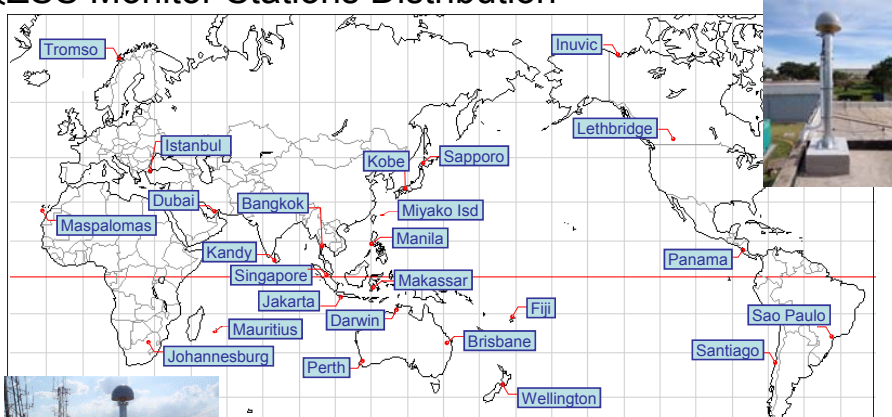 ZSS Monitor Stations Distribution
Tromso
Inuvic
Lethbridge
Istanbul
Kobe
Sapporo
Dubai
Bangkok
Miyako Isd
Maspalomas
Manila
Kandy
Panama
Singapore
Makassar
Jakarta
Fiji
Sao Paulo
Darwin
Mauritius
Brisbane
Johannesburg
Santiago
Perth
Wellington